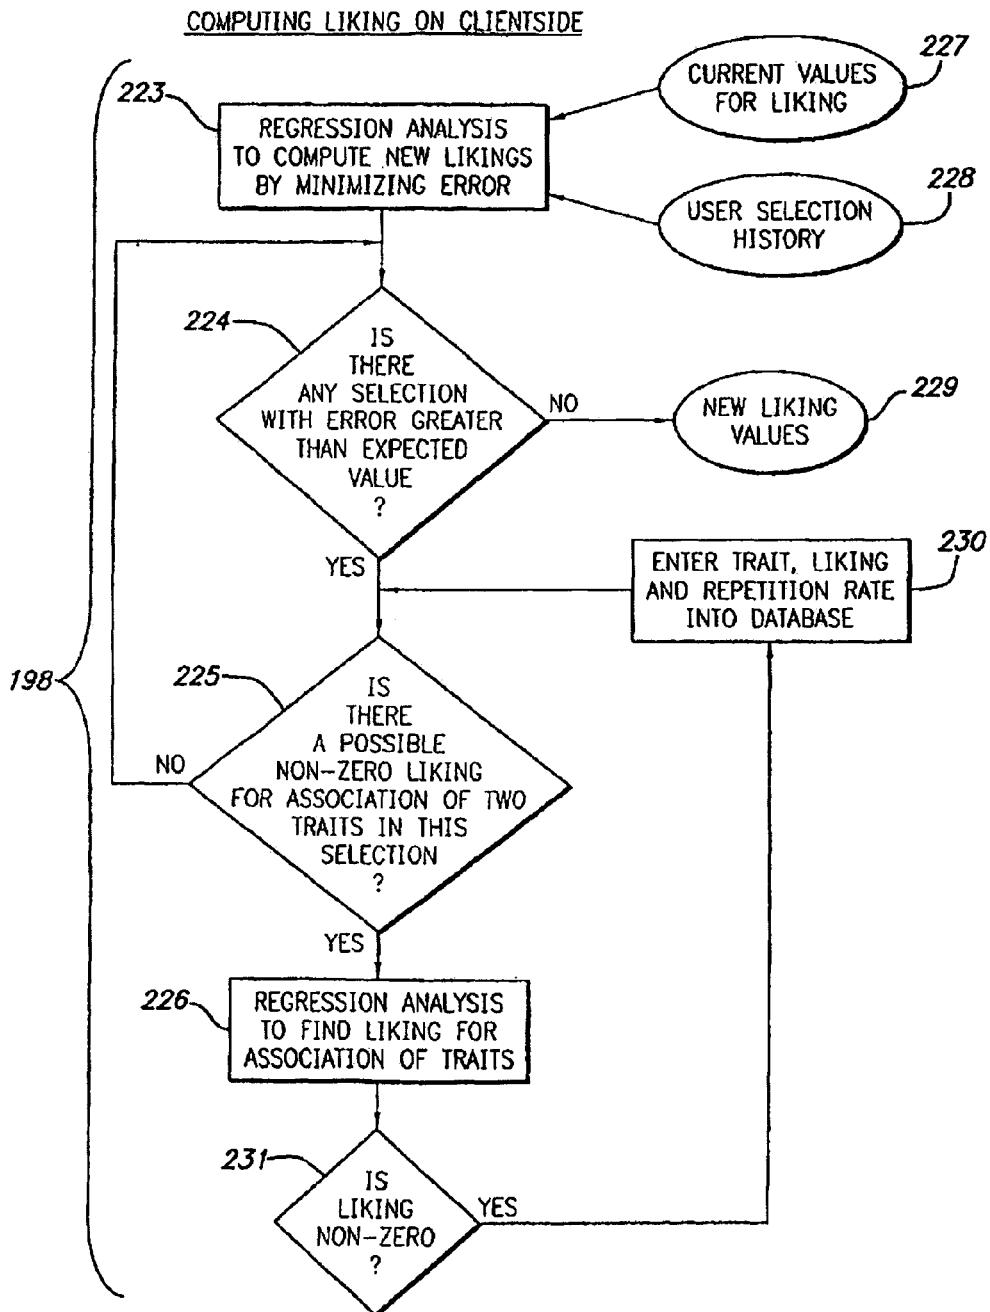 COMPUTING LIKING ON CLIENTSIDE
227
CURRENT VALUES
FOR LIKING
223
REGRESSION ANALYSIS
TO COMPUTE NEW LIKINGS
BY MINIMIZING ERROR
228
USER SELECTION
HISTORY
224
IS
THERE
ANY SELECTION
WITH ERROR GREATER
THAN EXPECTED
VALUE
?
NO
229
NEW LIKING
VALUES
YES
230
ENTER TRAIT, LIKING
AND REPETITION RATE
INTO DATABASE
198
225
IS
THERE
A POSSIBLE
NON-ZERO LIKING
FOR ASSOCIATION OF TWO
TRAITS IN THIS
SELECTION
?
NO
YES
226
REGRESSION ANALYSIS
TO FIND LIKING FOR
ASSOCIATION OF TRAITS
231
IS
LIKING
NON-ZERO
?
YES